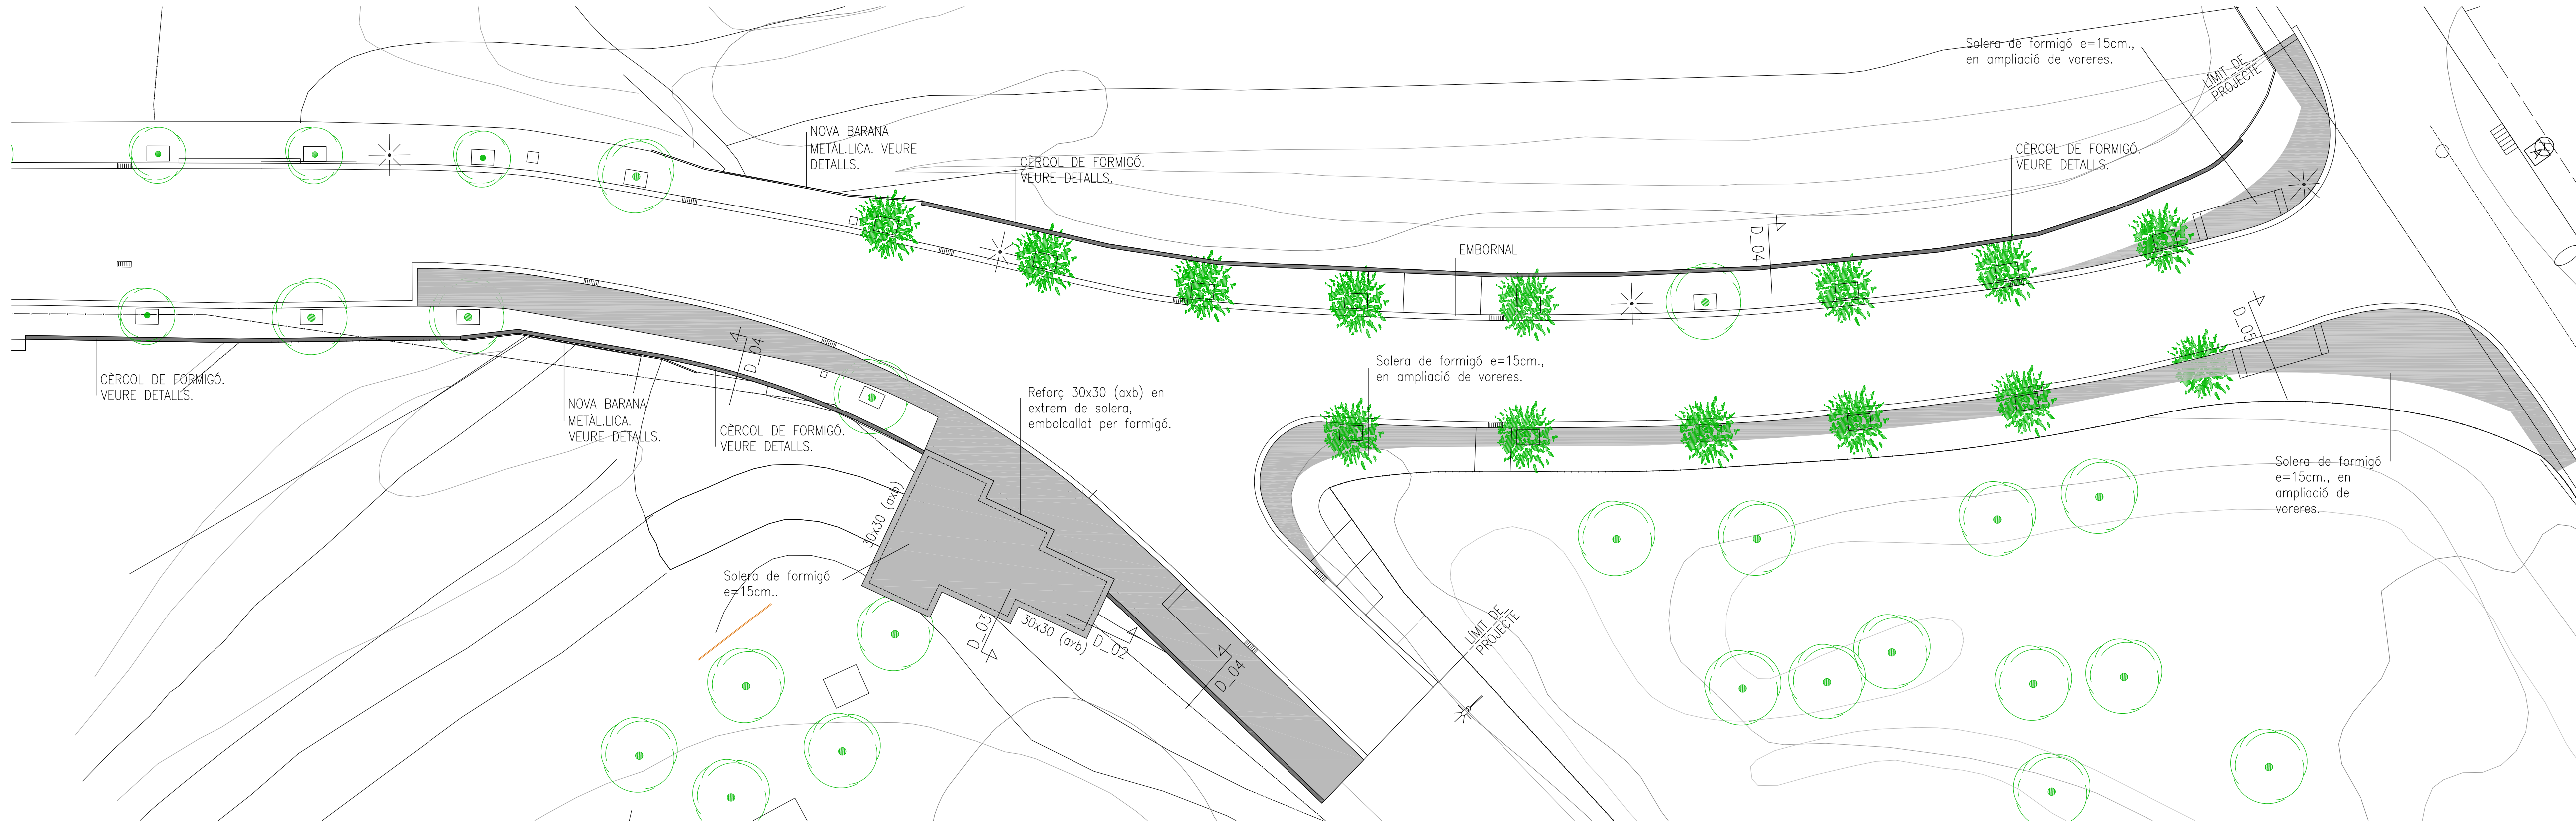 Solera de formigó e=15cm.,
en ampliació de voreres.
LÍMIT DE
PROJECTE
NOVA BARANA
METÀL.LICA. VEURE
DETALLS.
CÈRCOL DE FORMIGÓ.
VEURE DETALLS.
CÈRCOL DE FORMIGÓ.
VEURE DETALLS.
EMBORNAL
D_04
D_05
D_04
CÈRCOL DE FORMIGÓ.
VEURE DETALLS.
NOVA BARANA
METÀL.LICA.
VEURE DETALLS.
CÈRCOL DE FORMIGÓ.
VEURE DETALLS.
Reforç 30x30 (axb) en
extrem de solera,
embolcallat per formigó.
Solera de formigó e=15cm.,
en ampliació de voreres.
Solera de formigó
e=15cm., en
ampliació de
voreres.
30x30 (axb)
Solera de formigó
e=15cm..
D_03
30x30 (axb)
D_02
D_04
LÍMIT DE
PROJECTE